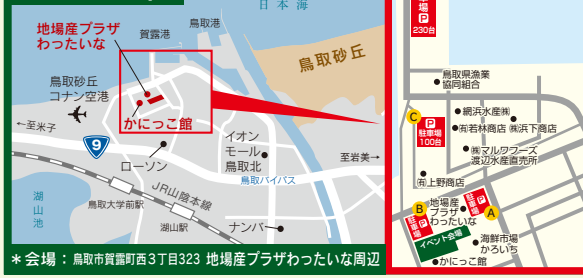 日本海
鳥取港
賀露港
地場産プラザ
わったいな
鳥取砂丘
鳥取砂丘
コナン空港
かにっこ館
←至米子
9
イオン
モール
鳥取北
至岩美→
ローソン
鳥取バイパス
JR山陰本線
湖山池
鳥取大学前駅
湖山駅
ナンバ
＊会場：鳥取市賀露町西3丁目323 地場産プラザわったいな周辺
場
P
230台
鳥取県漁業
協同組合
C
P
駐車場
100台
網浜水産㈱
㈲若林商店
㈱浜下商店
㈱マルワフーズ
渡辺水産直売所
㈲上野商店
地場産
プラザ
わったいな
B
P
駐車場
P
駐車場
A
イベント会場
海鮮市場
かろいち
かにっこ館